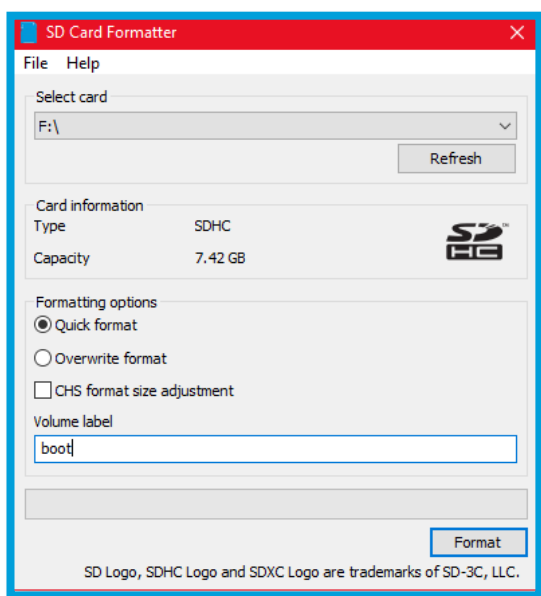 SD Card Formatter
File Help
Select card
F:\
Refresh
Card information
Type SDHC
Capacity 7.42 GB
SD™
HC
Formatting options
Quick format
Overwrite format
CHS format size adjustment
Volume label
boot
Format
SD Logo, SDHC Logo and SDXC Logo are trademarks of SD-3C, LLC.